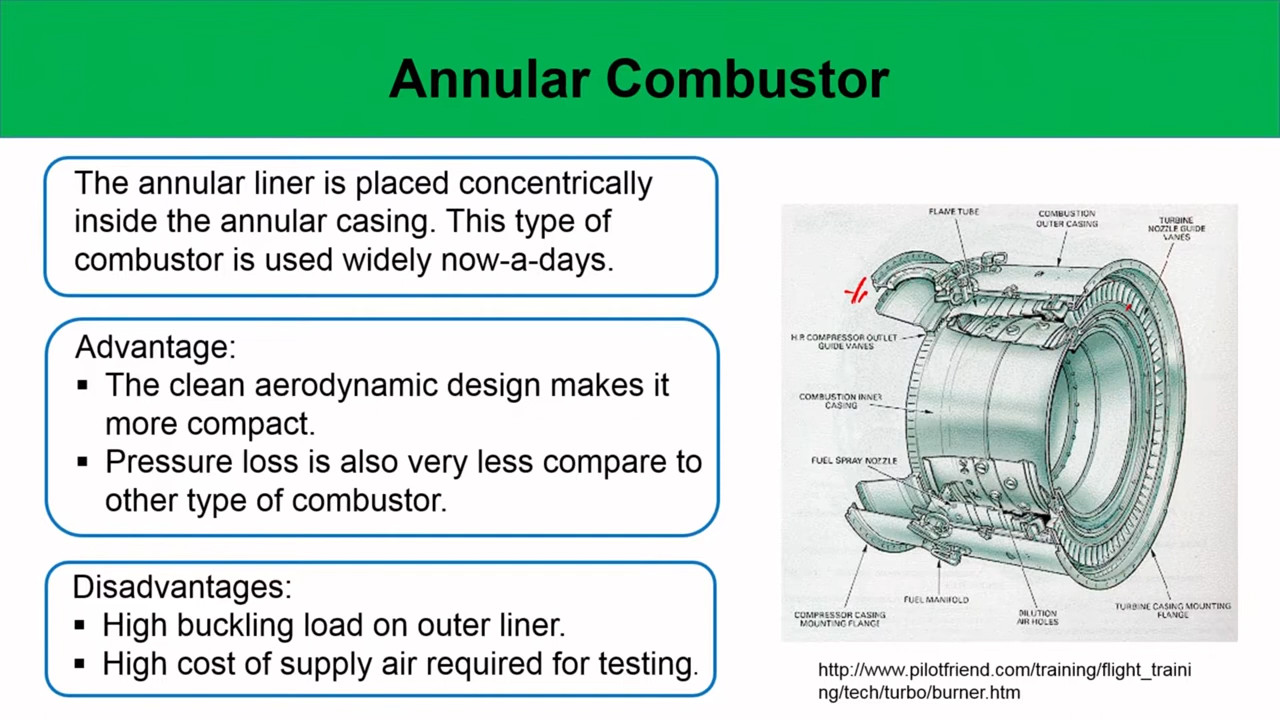 Annular Combustor
The annular liner is placed concentrically
inside the annular casing. This type of
combustor is used widely now-a-days.
Advantage:
▪ The clean aerodynamic design makes it
more compact.
▪ Pressure loss is also very less compare to
other type of combustor.
Disadvantages:
▪ High buckling load on outer liner.
▪ High cost of supply air required for testing.
FLAME TUBE
COMBUSTION
OUTER CASING
TURBINE
NOZZLE GUIDE
VANES
H.P. COMPRESSOR OUTLET
GUIDE VANES
COMBUSTION INNER
CASING
FUEL SPRAY NOZZLE
COMPRESSOR CASING
MOUNTING FLANGE
FUEL MANIFOLD
DILUTION
AIR HOLES
TURBINE CASING MOUNTING
FLANGE
http://www.pilotfriend.com/training/flight_traini
ng/tech/turbo/burner.htm